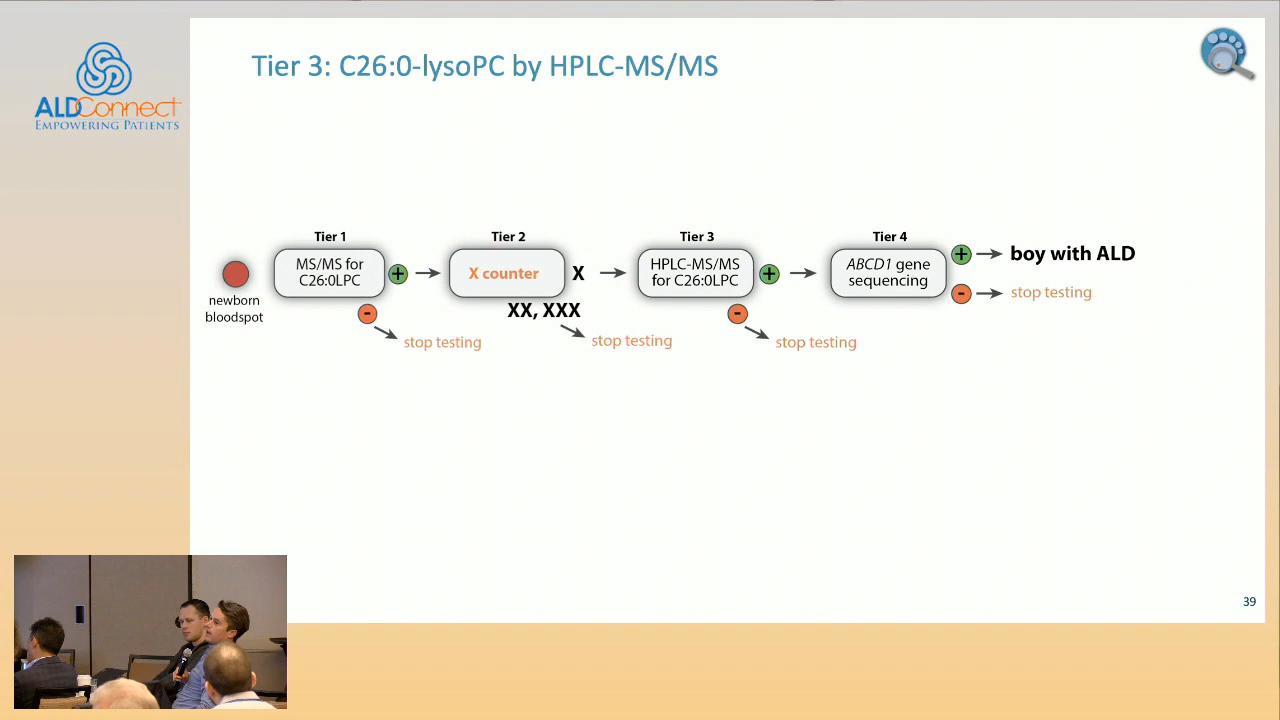 Tier 3: C26:0-lysoPC by HPLC-MS/MS
ALDConnect
EMPOWERING PATIENTS
newborn
bloodspot
Tier 1
MS/MS for
C26:0LPC
+
-
stop testing
Tier 2
X counter
X
XX, XXX
stop testing
Tier 3
HPLC-MS/MS
for C26:0LPC
+
-
stop testing
Tier 4
ABCD1 gene
sequencing
+
boy with ALD
-
stop testing
39